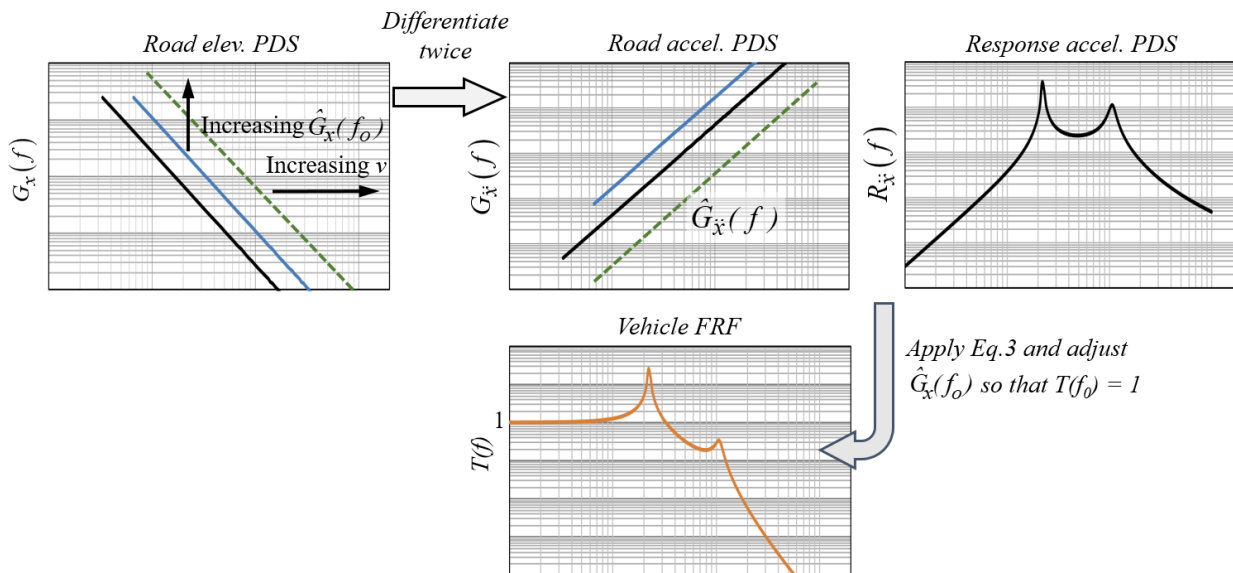 Differentiate
twice
Road elev. PDS
Road accel. PDS
Response accel. PDS
Increasing Ĝₓ(fₒ)
Increasing v
Gₓ(f)
Gẍ(f)
Ĝẍ(f)
Rẍ(f)
Vehicle FRF
Apply Eq.3 and adjust
Ĝₓ(fₒ) so that T(f₀) = 1
1
T(f)